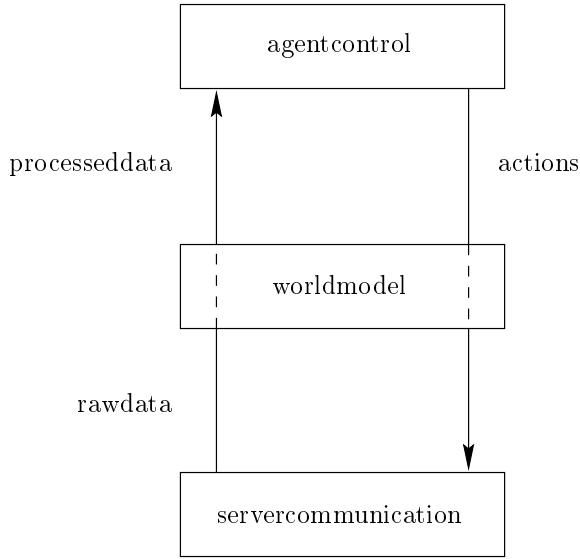 agentcontrol
processeddata
actions
worldmodel
rawdata
servercommunication